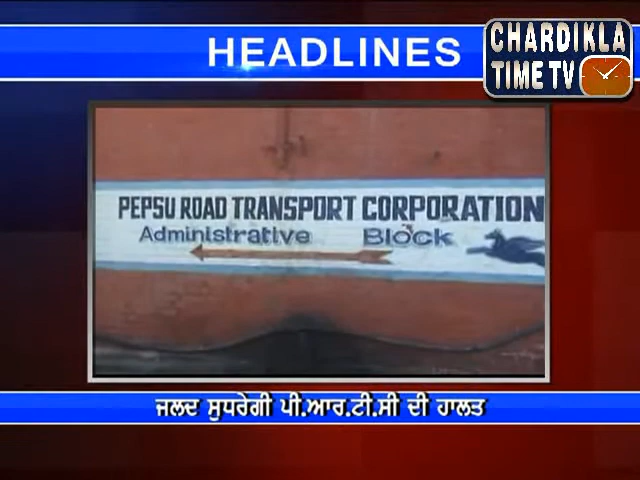 HEADLINES
CHARDIKLA
TIME TV
PEPSU ROAD TRANSPORT CORPORATION
Administrative Block
ਜਲਦ ਸੁਧਰੇਗੀ ਪੀ.ਆਰ.ਟੀ.ਸੀ ਦੀ ਹਾਲਤ